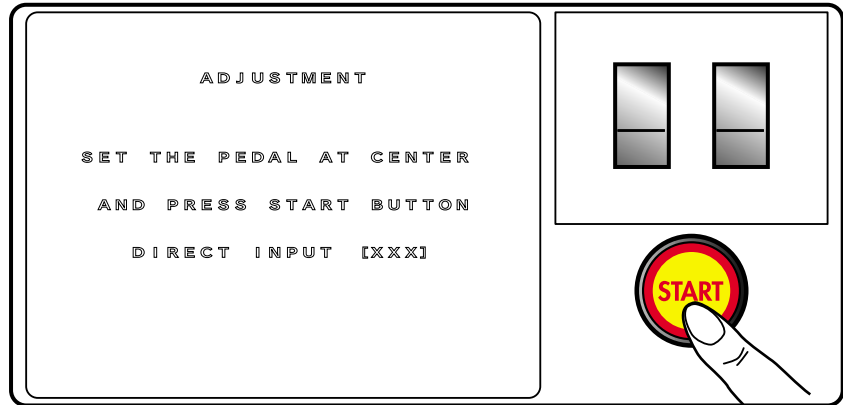 ADJUSTMENT
SET THE PEDAL AT CENTER
AND PRESS START BUTTON
DIRECT INPUT [XXX]
START